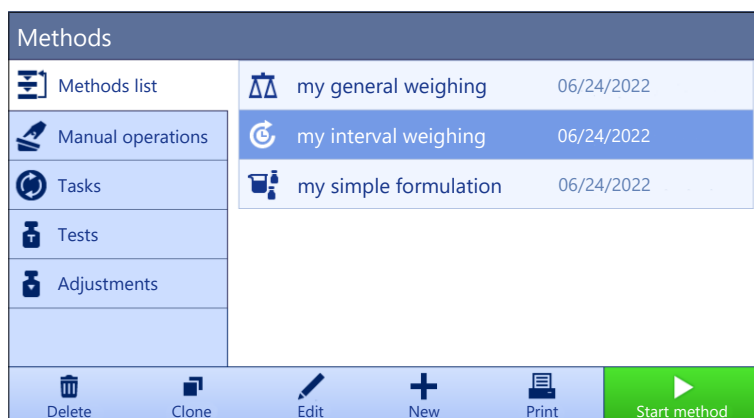 Methods
Methods list
Manual operations
Tasks
Tests
Adjustments
my general weighing 06/24/2022
my interval weighing 06/24/2022
my simple formulation 06/24/2022
Delete Clone Edit New Print Start method